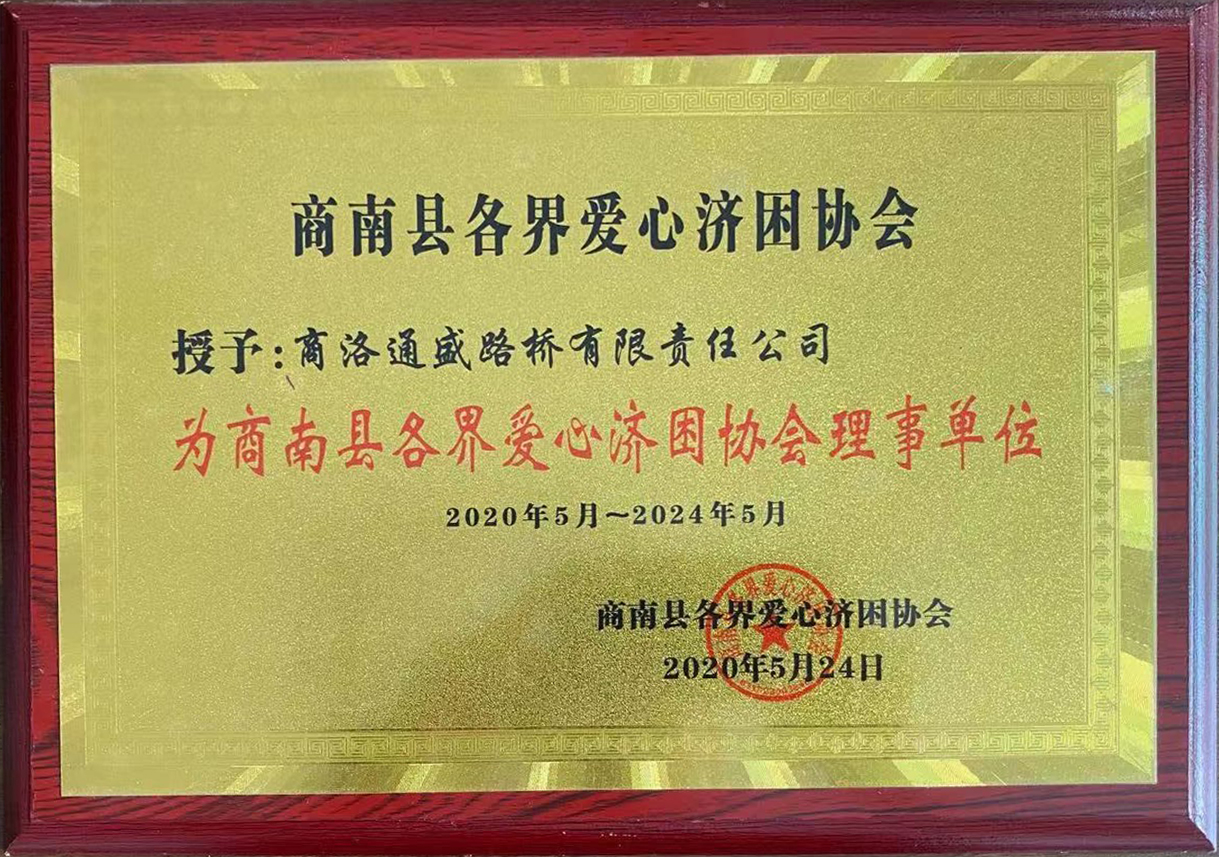 商南县各界爱心济困协会
授予：商洛通盛路桥有限责任公司
为商南县各界爱心济困协会理事单位
2020年5月～2024年5月
商南县各界爱心济困协会
2020年5月24日